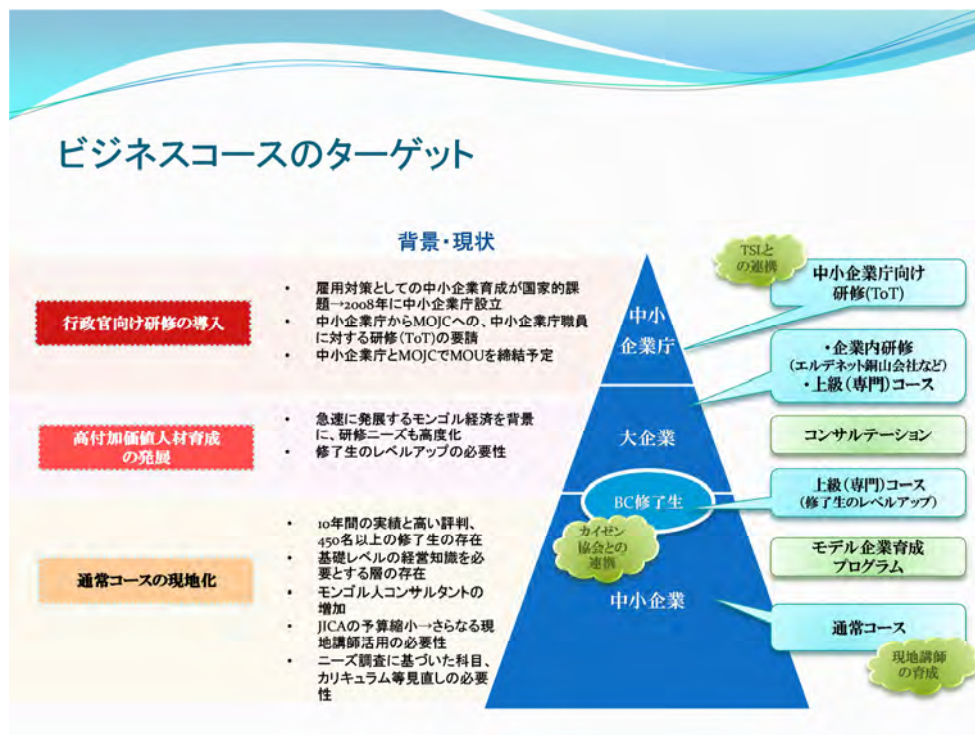 ビジネスコースのターゲット
背景・現状
行政官向け研修の導入
• 雇用対策としての中小企業育成が国家的課
題→2008年に中小企業庁設立
• 中小企業庁からMOJCへの、中小企業庁職員
に対する研修(ToT)の要請
• 中小企業庁とMOJCでMOUを締結予定
高付加価値人材育成
の発展
• 急速に発展するモンゴル経済を背景
に、研修ニーズも高度化
• 修了生のレベルアップの必要性
通常コースの現地化
• 10年間の実績と高い評判、
450名以上の修了生の存在
• 基礎レベルの経営知識を必
要とする層の存在
• モンゴル人コンサルタントの
増加
• JICAの予算縮小→さらなる現
地講師活用の必要性
• ニーズ調査に基づいた科目、
カリキュラム等見直しの必要
性
中小
企業庁
大企業
BC修了生
カイゼン
協会との
連携
中小企業
TSIと
の連携
中小企業庁向け
研修(ToT)
・企業内研修
(エルデネット銅山会社など)
・上級(専門)コース
コンサルテーション
上級(専門)コース
(修了生のレベルアップ)
モデル企業育成
プログラム
通常コース
現地講師
の育成